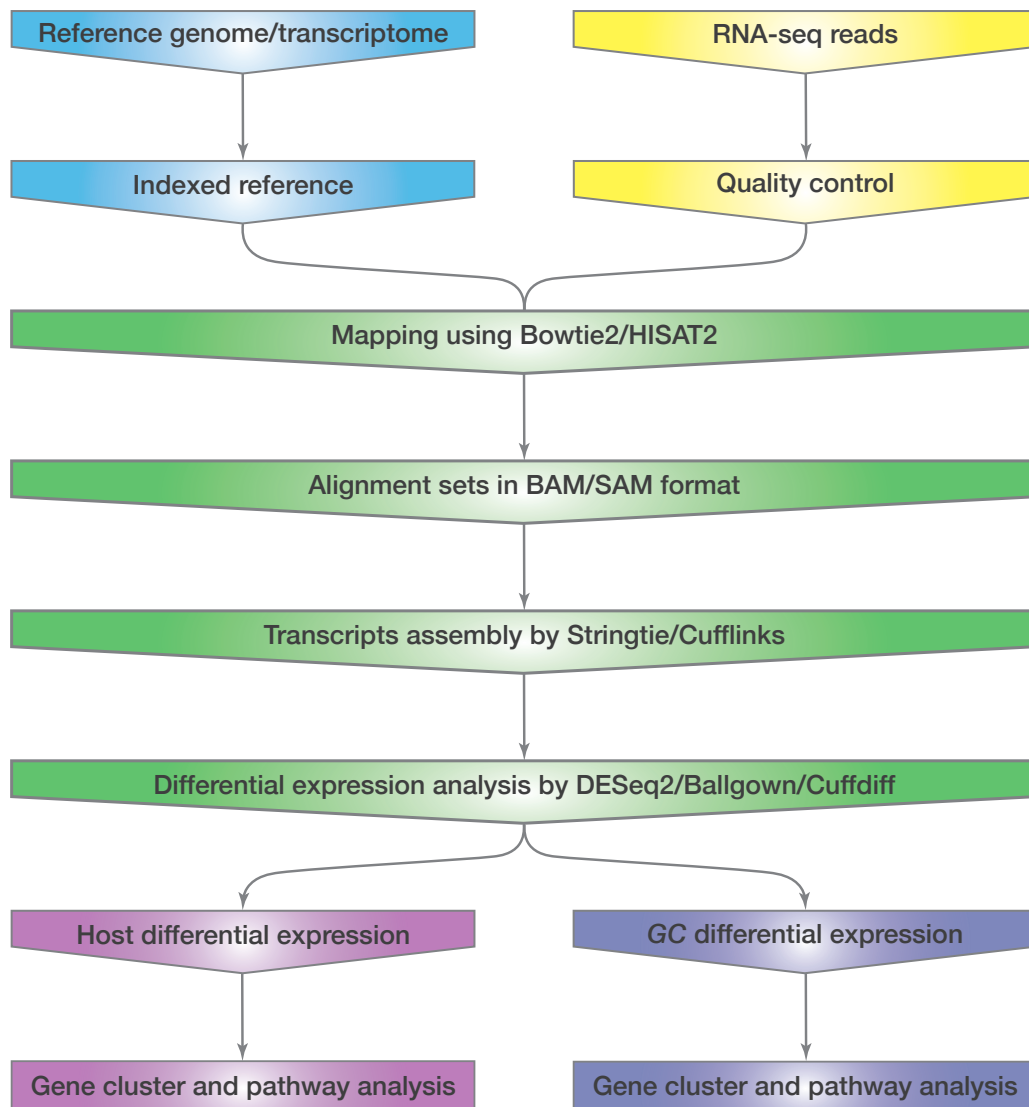 Reference genome/transcriptome
RNA-seq reads
Indexed reference
Quality control
Mapping using Bowtie2/HISAT2
Alignment sets in BAM/SAM format
Transcripts assembly by Stringtie/Cufflinks
Differential expression analysis by DESeq2/Ballgown/Cuffdiff
Host differential expression
GC differential expression
Gene cluster and pathway analysis
Gene cluster and pathway analysis